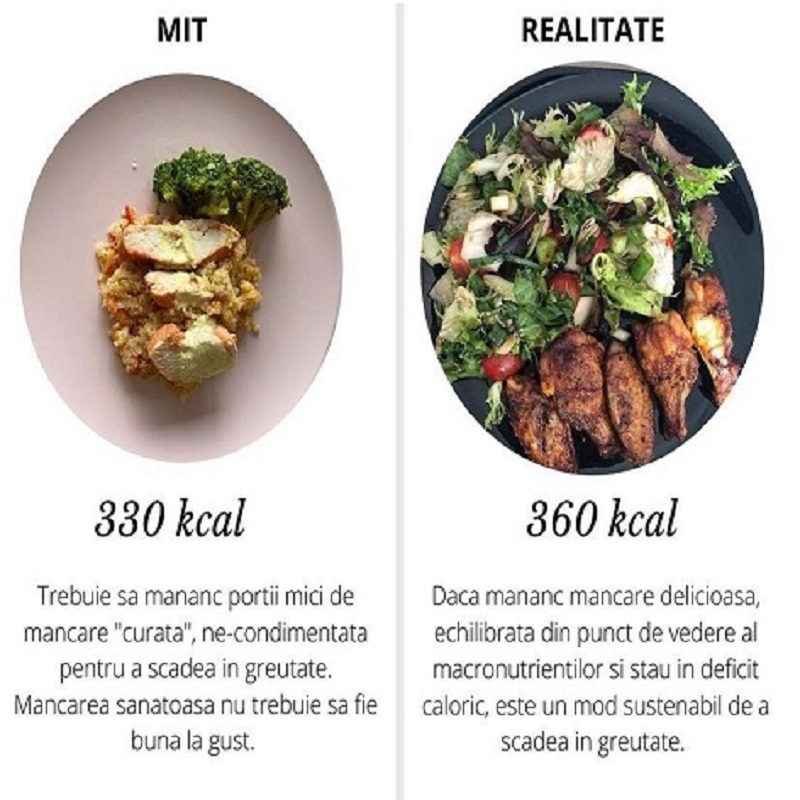 MIT
330 kcal
Trebuie sa mananc portii mici de
mancare "curata", ne-condimentata
pentru a scadea in greutate.
Mancarea sanatoasa nu trebuie sa fie
buna la gust.
REALITATE
360 kcal
Daca mananc mancare delicioasa,
echilibrata din punct de vedere al
macronutrientilor si stau in deficit
caloric, este un mod sustenabil de a
scadea in greutate.